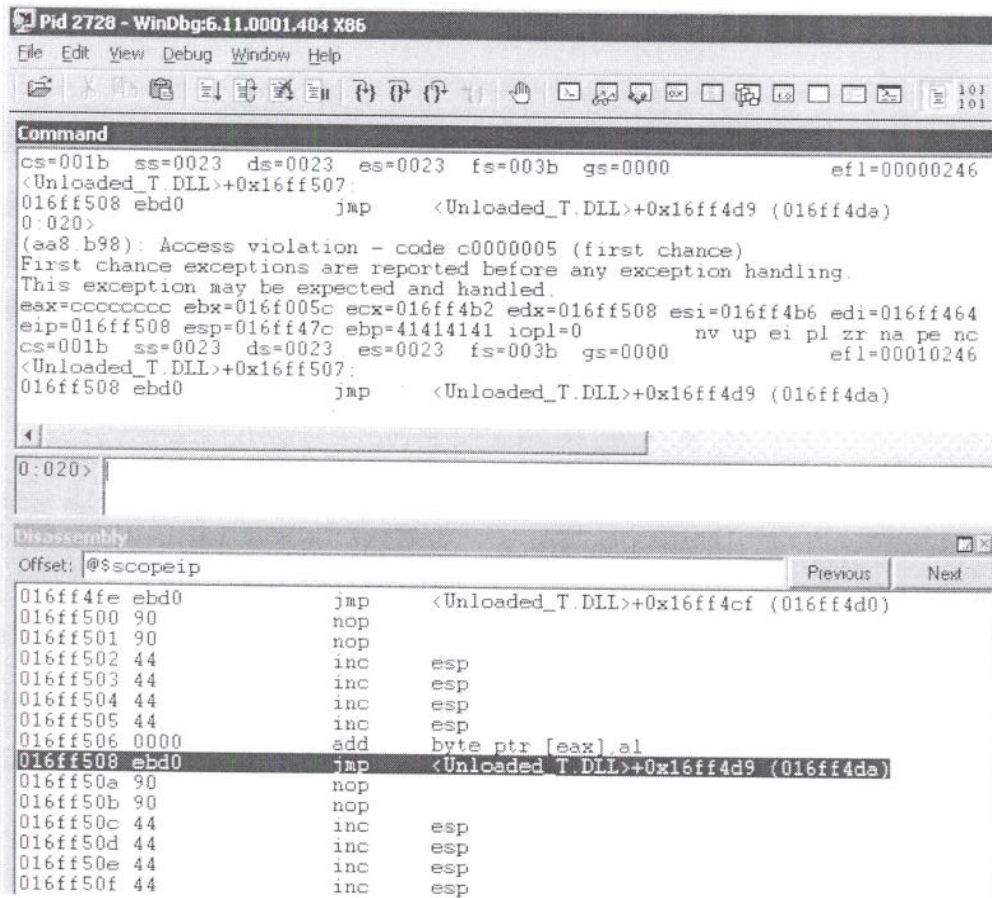 Pid 2728 - WinDbg:6.11.0001.404 X86
File Edit View Debug Window Help
101
101
Command
cs=001b ss=0023 ds=0023 es=0023 fs=003b gs=0000 efl=00000246
<Unloaded_T.DLL>+0x16ff507:
016ff508 ebd0 jmp <Unloaded_T.DLL>+0x16ff4d9 (016ff4da)
0:020>
(aa8.b98): Access violation - code c0000005 (first chance)
First chance exceptions are reported before any exception handling.
This exception may be expected and handled.
eax=cccccccc ebx=016f005c ecx=016ff4b2 edx=016ff508 esi=016ff4b6 edi=016ff464
eip=016ff508 esp=016ff47c ebp=41414141 iopl=0 nv up ei pl zr na pe nc
cs=001b ss=0023 ds=0023 es=0023 fs=003b gs=0000 efl=00010246
<Unloaded_T.DLL>+0x16ff507:
016ff508 ebd0 jmp <Unloaded_T.DLL>+0x16ff4d9 (016ff4da)
0:020>
Disassembly
Offset: @$scopeip Previous Next
016ff4fe ebd0 jmp <Unloaded_T.DLL>+0x16ff4cf (016ff4d0)
016ff500 90 nop
016ff501 90 nop
016ff502 44 inc esp
016ff503 44 inc esp
016ff504 44 inc esp
016ff505 44 inc esp
016ff506 0000 add byte ptr [eax],al
016ff508 ebd0 jmp <Unloaded_T.DLL>+0x16ff4d9 (016ff4da)
016ff50a 90 nop
016ff50b 90 nop
016ff50c 44 inc esp
016ff50d 44 inc esp
016ff50e 44 inc esp
016ff50f 44 inc esp